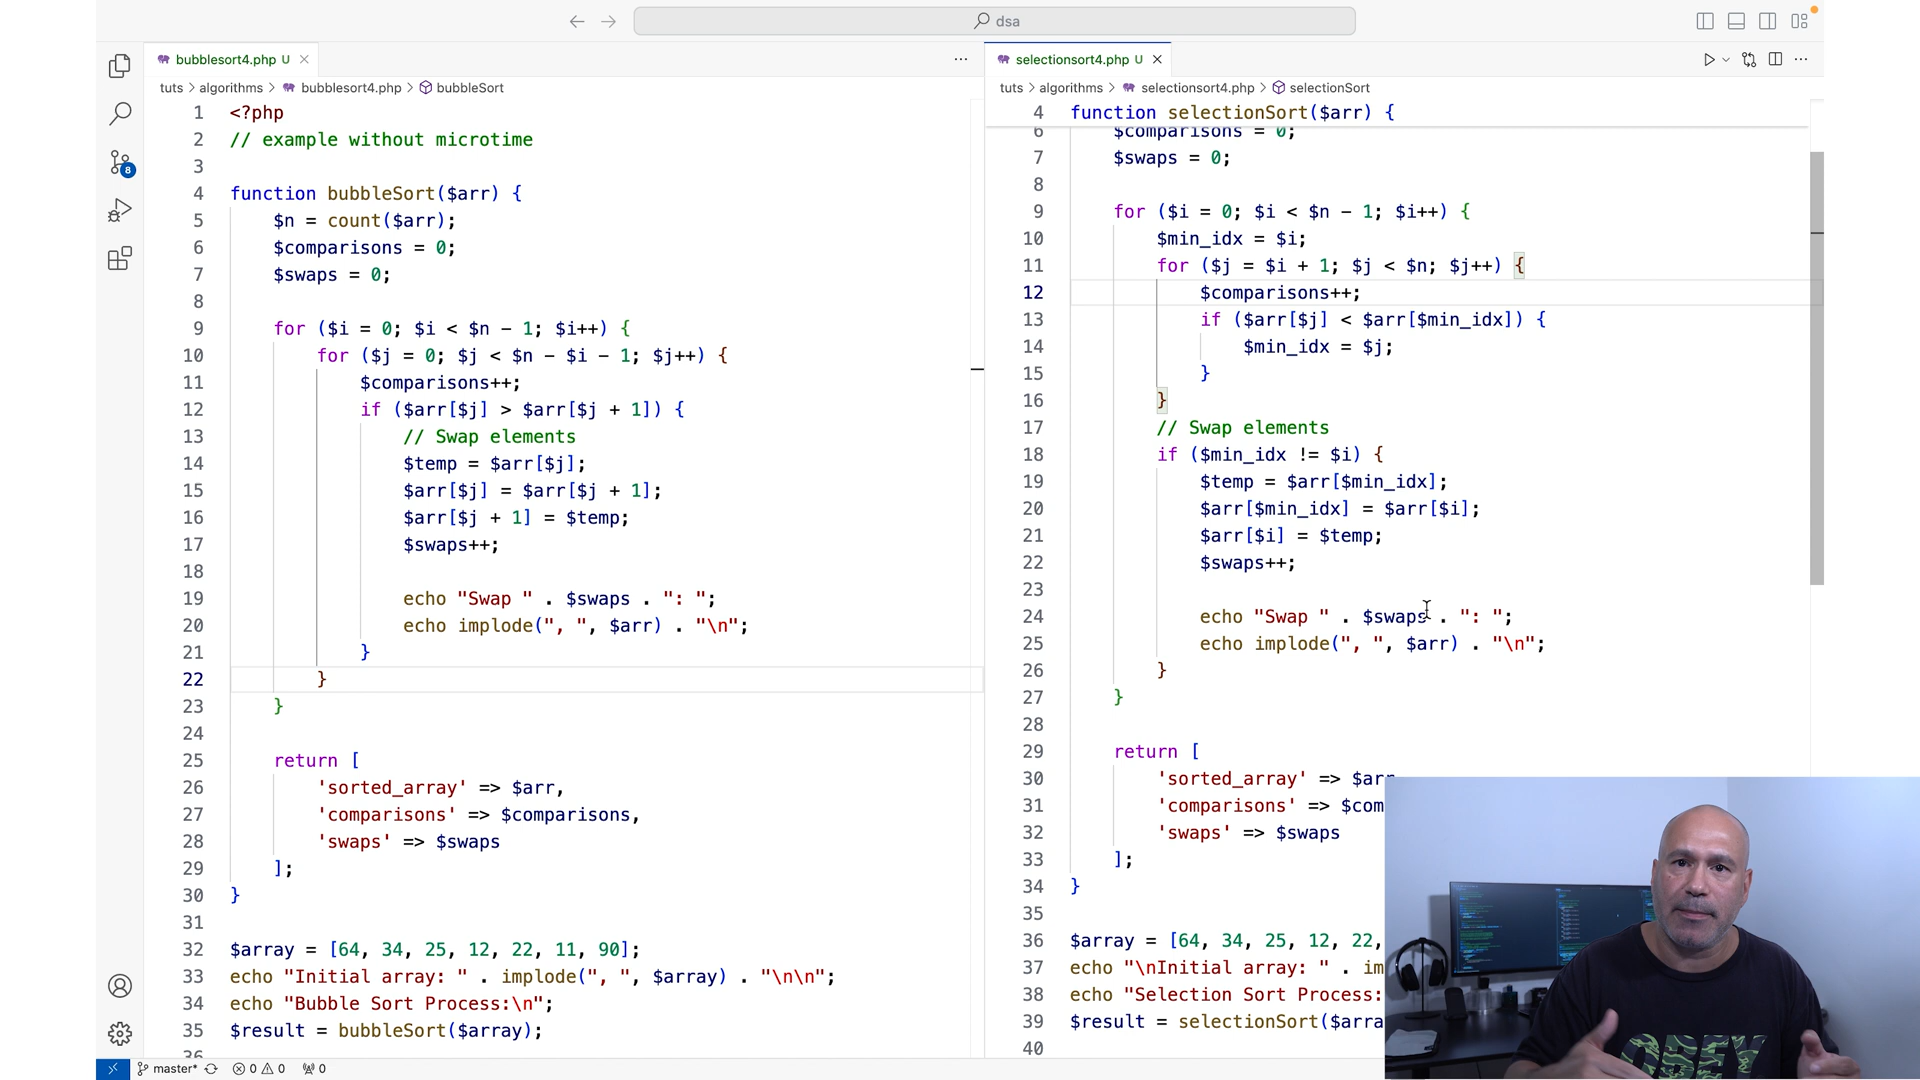 dsa
bubblesort4.php U
tuts > algorithms > bubblesort4.php > bubbleSort
1 <?php
2 // example without microtime
3
4 function bubbleSort($arr) {
5 $n = count($arr);
6 $comparisons = 0;
7 $swaps = 0;
8
9 for ($i = 0; $i < $n - 1; $i++) {
10 for ($j = 0; $j < $n - $i - 1; $j++) {
11 $comparisons++;
12 if ($arr[$j] > $arr[$j + 1]) {
13 // Swap elements
14 $temp = $arr[$j];
15 $arr[$j] = $arr[$j + 1];
16 $arr[$j + 1] = $temp;
17 $swaps++;
18
19 echo "Swap " . $swaps . ": ";
20 echo implode(", ", $arr) . "\n";
21 }
22 }
23 }
24
25 return [
26 'sorted_array' => $arr,
27 'comparisons' => $comparisons,
28 'swaps' => $swaps
29 ];
30 }
31
32 $array = [64, 34, 25, 12, 22, 11, 90];
33 echo "Initial array: " . implode(", ", $array) . "\n\n";
34 echo "Bubble Sort Process:\n";
35 $result = bubbleSort($array);
36
selectionsort4.php U
tuts > algorithms > selectionsort4.php > selectionSort
4 function selectionSort($arr) {
6 $comparisons = 0;
7 $swaps = 0;
8
9 for ($i = 0; $i < $n - 1; $i++) {
10 $min_idx = $i;
11 for ($j = $i + 1; $j < $n; $j++) {
12 $comparisons++;
13 if ($arr[$j] < $arr[$min_idx]) {
14 $min_idx = $j;
15 }
16 }
17 // Swap elements
18 if ($min_idx != $i) {
19 $temp = $arr[$min_idx];
20 $arr[$min_idx] = $arr[$i];
21 $arr[$i] = $temp;
22 $swaps++;
23
24 echo "Swap " . $swaps . ": ";
25 echo implode(", ", $arr) . "\n";
26 }
27 }
28
29 return [
30 'sorted_array' => $arr
31 'comparisons' => $com
32 'swaps' => $swaps
33 ];
34 }
35
36 $array = [64, 34, 25, 12, 22,
37 echo "\nInitial array: " . im
38 echo "Selection Sort Process:
39 $result = selectionSort($arra
40
8
master* 0 0 0
OBEY